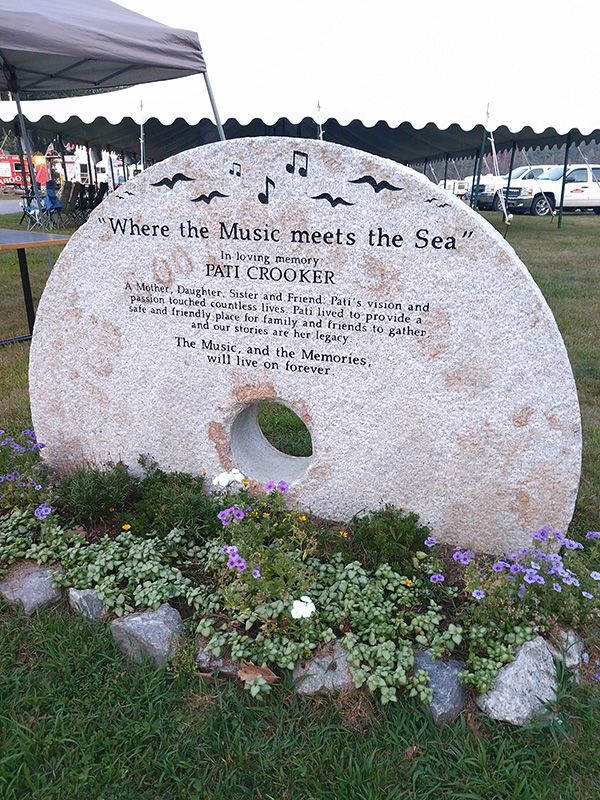 "Where the Music meets the Sea"
In loving memory
PATI CROOKER
A Mother, Daughter, Sister and Friend. Pati's vision and
passion touched countless lives. Pati lived to provide a
safe and friendly place for family and friends to gather,
and our stories are her legacy
The Music, and the Memories,
will live on forever.